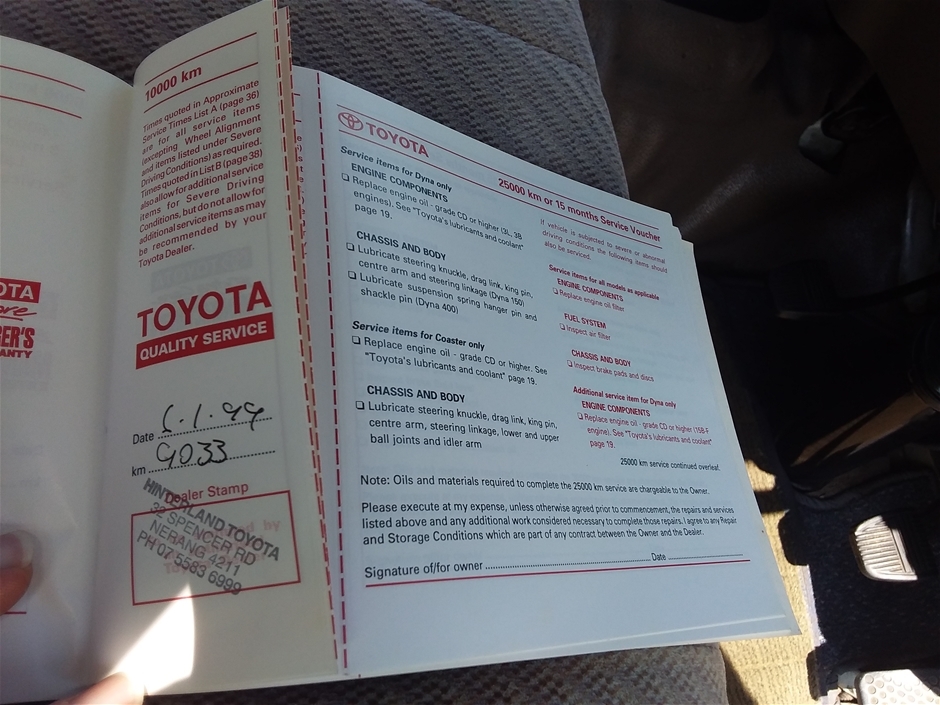 OTA
ore
ER'S
ANTY
10000 km
Times quoted in Approximate
Service Times List A (page 36)
are for all service items
(excepting Wheel Alignment
and items listed under Severe
Driving Conditions) as required.
Times quoted in List B (page 38)
also allow for additional service
items for Severe Driving
Conditions, but do not allow for
additional service items as may
be recommended by your
Toyota Dealer.
TOYOTA
QUALITY SERVICE
Date 6.1.99
km 9033
Dealer Stamp
HINTERLAND TOYOTA
SPENCER RD
NERANG 4211
PH 07 5583 6999
TOYOTA
25000 km or 15 months Service Voucher
Service items for Dyna only
ENGINE COMPONENTS
❏ Replace engine oil - grade CD or higher (3L, 3B
engines). See "Toyota's lubricants and coolant"
page 19.
CHASSIS AND BODY
❏ Lubricate steering knuckle, drag link, king pin,
centre arm and steering linkage (Dyna 150)
❏ Lubricate suspension spring hanger pin and
shackle pin (Dyna 400)
Service items for Coaster only
❏ Replace engine oil - grade CD or higher. See
"Toyota's lubricants and coolant" page 19.
CHASSIS AND BODY
❏ Lubricate steering knuckle, drag link, king pin,
centre arm, steering linkage, lower and upper
ball joints and idler arm
If vehicle is subjected to severe or abnormal
driving conditions the following items should
also be serviced.
Service items for all models as applicable
ENGINE COMPONENTS
❏ Replace engine oil filter
FUEL SYSTEM
❏ Inspect air filter
CHASSIS AND BODY
❏ Inspect brake pads and discs
Additional service item for Dyna only
ENGINE COMPONENTS
❏ Replace engine oil - grade CD or higher (15B-F
engine). See "Toyota's lubricants and coolant"
page 19.
25000 km service continued overleaf.
Note: Oils and materials required to complete the 25000 km service are chargeable to the Owner.
Please execute at my expense, unless otherwise agreed prior to commencement, the repairs and services
listed above and any additional work considered necessary to complete those repairs. I agree to any Repair
and Storage Conditions which are part of any contract between the Owner and the Dealer.
Signature of/for owner Date